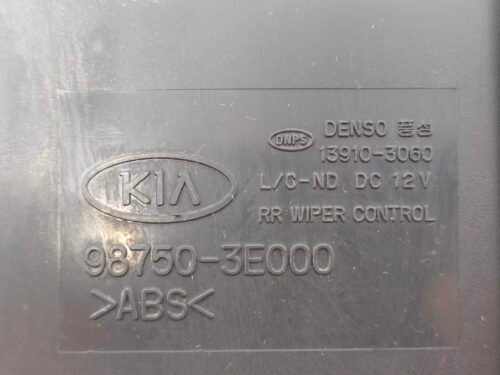 DENSO 풍성
DNPS
13910-3060
KIA
L/C-ND DC 12V
RR WIPER CONTROL
98750-3E000
>ABS<